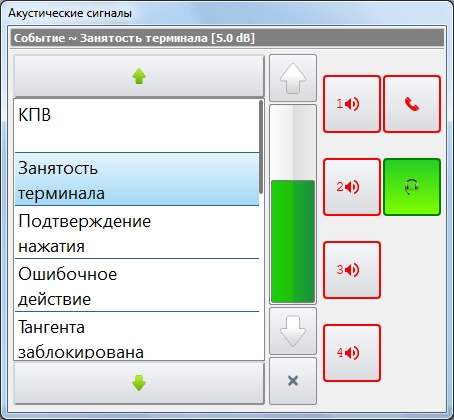 Акустические сигналы
Событие ~ Занятость терминала [5.0 dB]
КПВ
Занятость
терминала
Подтверждение
нажатия
Ошибочное
действие
Тангента
заблокирована
1
2
3
4